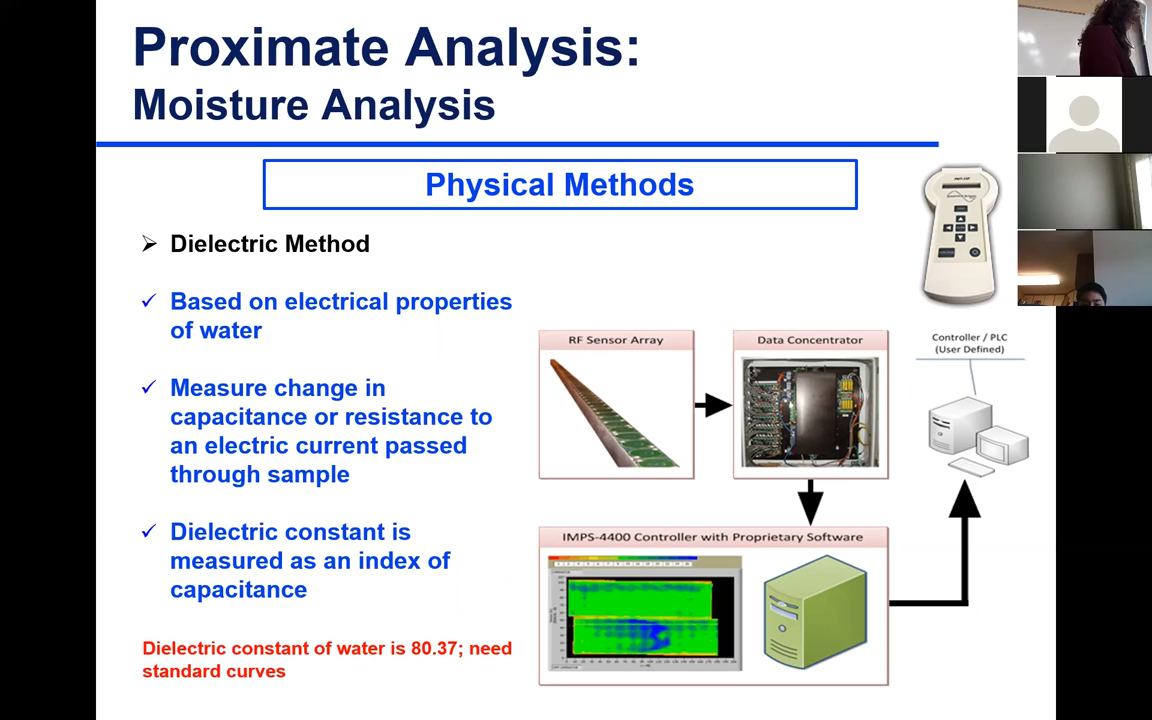 Proximate Analysis:
Moisture Analysis
Physical Methods
Dielectric Method
Based on electrical properties
of water
Measure change in
capacitance or resistance to
an electric current passed
through sample
Dielectric constant is
measured as an index of
capacitance
Dielectric constant of water is 80.37; need
standard curves
RF Sensor Array
Data Concentrator
Controller / PLC
(User Defined)
IMPS-4400 Controller with Proprietary Software